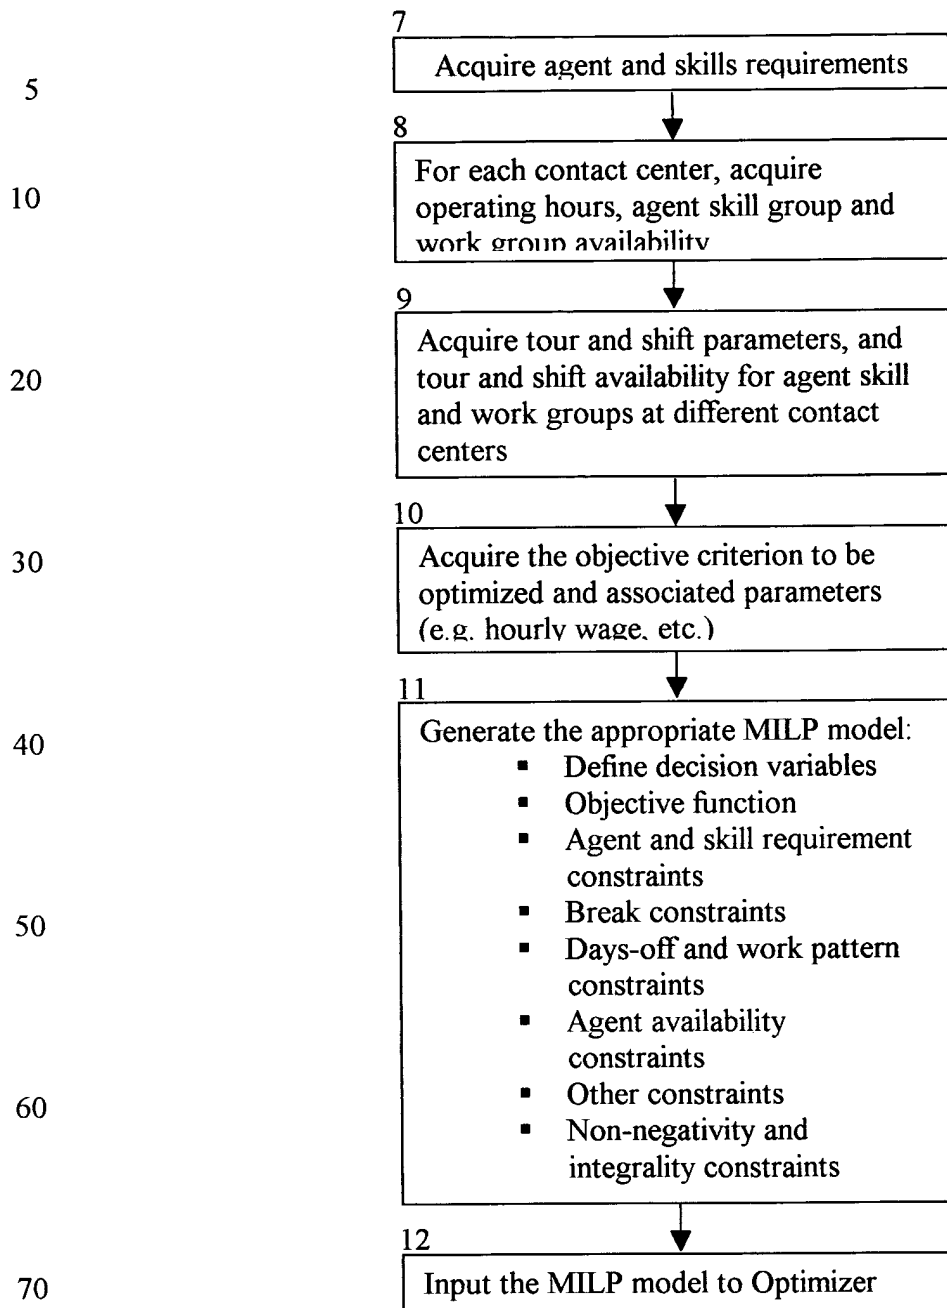 7
Acquire agent and skills requirements
5
8
For each contact center, acquire
operating hours, agent skill group and
work group availability
10
9
Acquire tour and shift parameters, and
tour and shift availability for agent skill
and work groups at different contact
centers
20
10
Acquire the objective criterion to be
optimized and associated parameters
(e.g. hourly wage, etc.)
30
11
Generate the appropriate MILP model:
40
▪ Define decision variables
▪ Objective function
▪ Agent and skill requirement
constraints
▪ Break constraints
50
▪ Days-off and work pattern
constraints
▪ Agent availability
constraints
▪ Other constraints
60
▪ Non-negativity and
integrality constraints
12
Input the MILP model to Optimizer
70